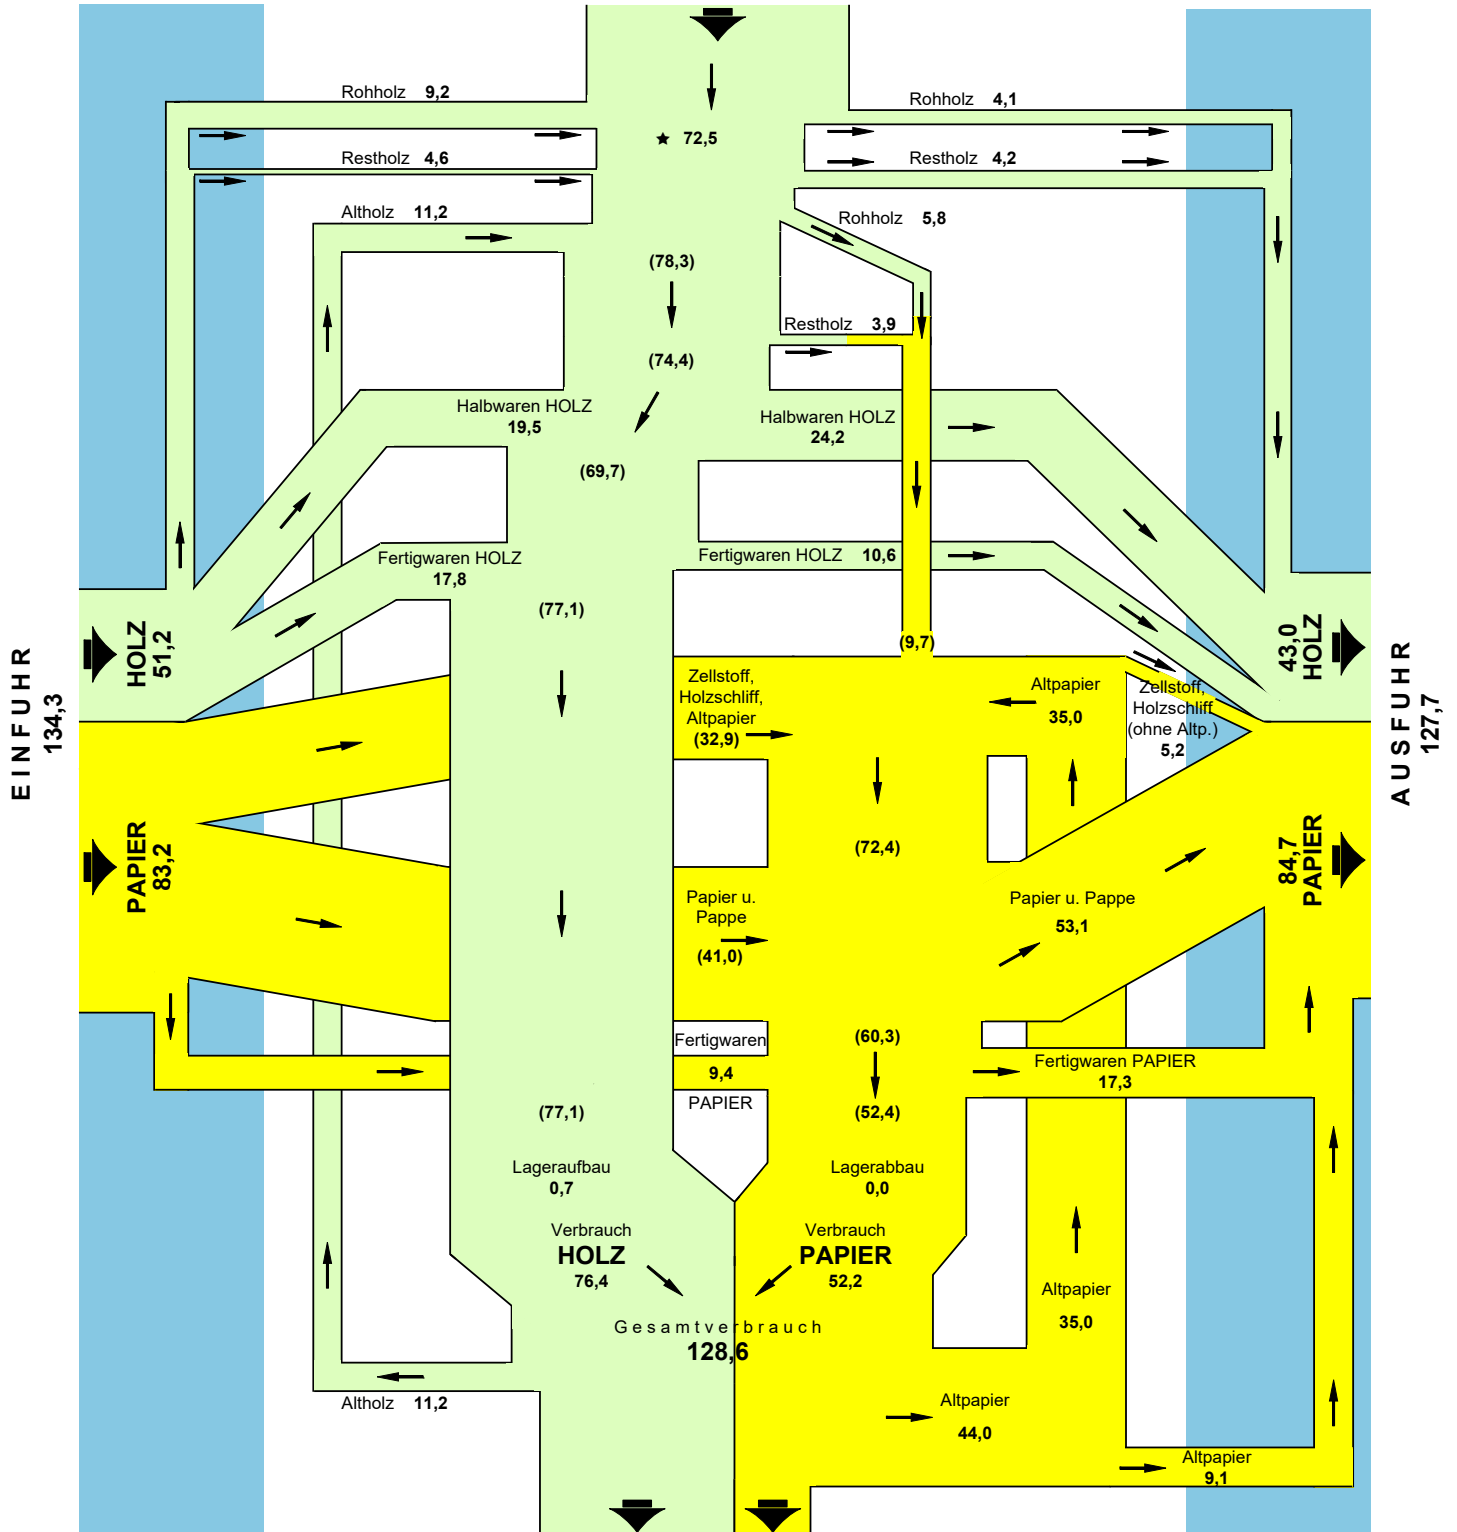 Rohholz 9,2
Rohholz 4,1
★ 72,5
Restholz 4,6
Restholz 4,2
Altholz 11,2
Rohholz 5,8
(78,3)
Restholz 3,9
(74,4)
Halbwaren HOLZ
19,5
Halbwaren HOLZ
24,2
(69,7)
Fertigwaren HOLZ
17,8
Fertigwaren HOLZ 10,6
(77,1)
(9,7)
EINFUHR
134,3
HOLZ
51,2
43,0
HOLZ
AUSFUHR
127,7
Zellstoff,
Holzschliff,
Altpapier
(32,9)
Altpapier
35,0
Zellstoff,
Holzschliff
(ohne Altp.)
5,2
PAPIER
83,2
(72,4)
84,7
PAPIER
Papier u.
Pappe
(41,0)
Papier u. Pappe
53,1
Fertigwaren
9,4
PAPIER
(60,3)
Fertigwaren PAPIER
17,3
(77,1)
(52,4)
Lageraufbau
0,7
Lagerabbau
0,0
Verbrauch
HOLZ
76,4
Verbrauch
PAPIER
52,2
Altpapier
35,0
Gesamtverbrauch
128,6
Altholz 11,2
Altpapier
44,0
Altpapier
9,1